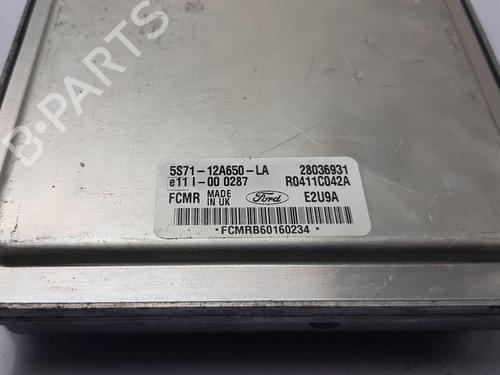 B-PARTS
5S71-12A650-LA 28036931
e11 I-00 0287 R0411C042A
FCMR MADE IN UK Ford E2U9A
*FCMRB60160234*